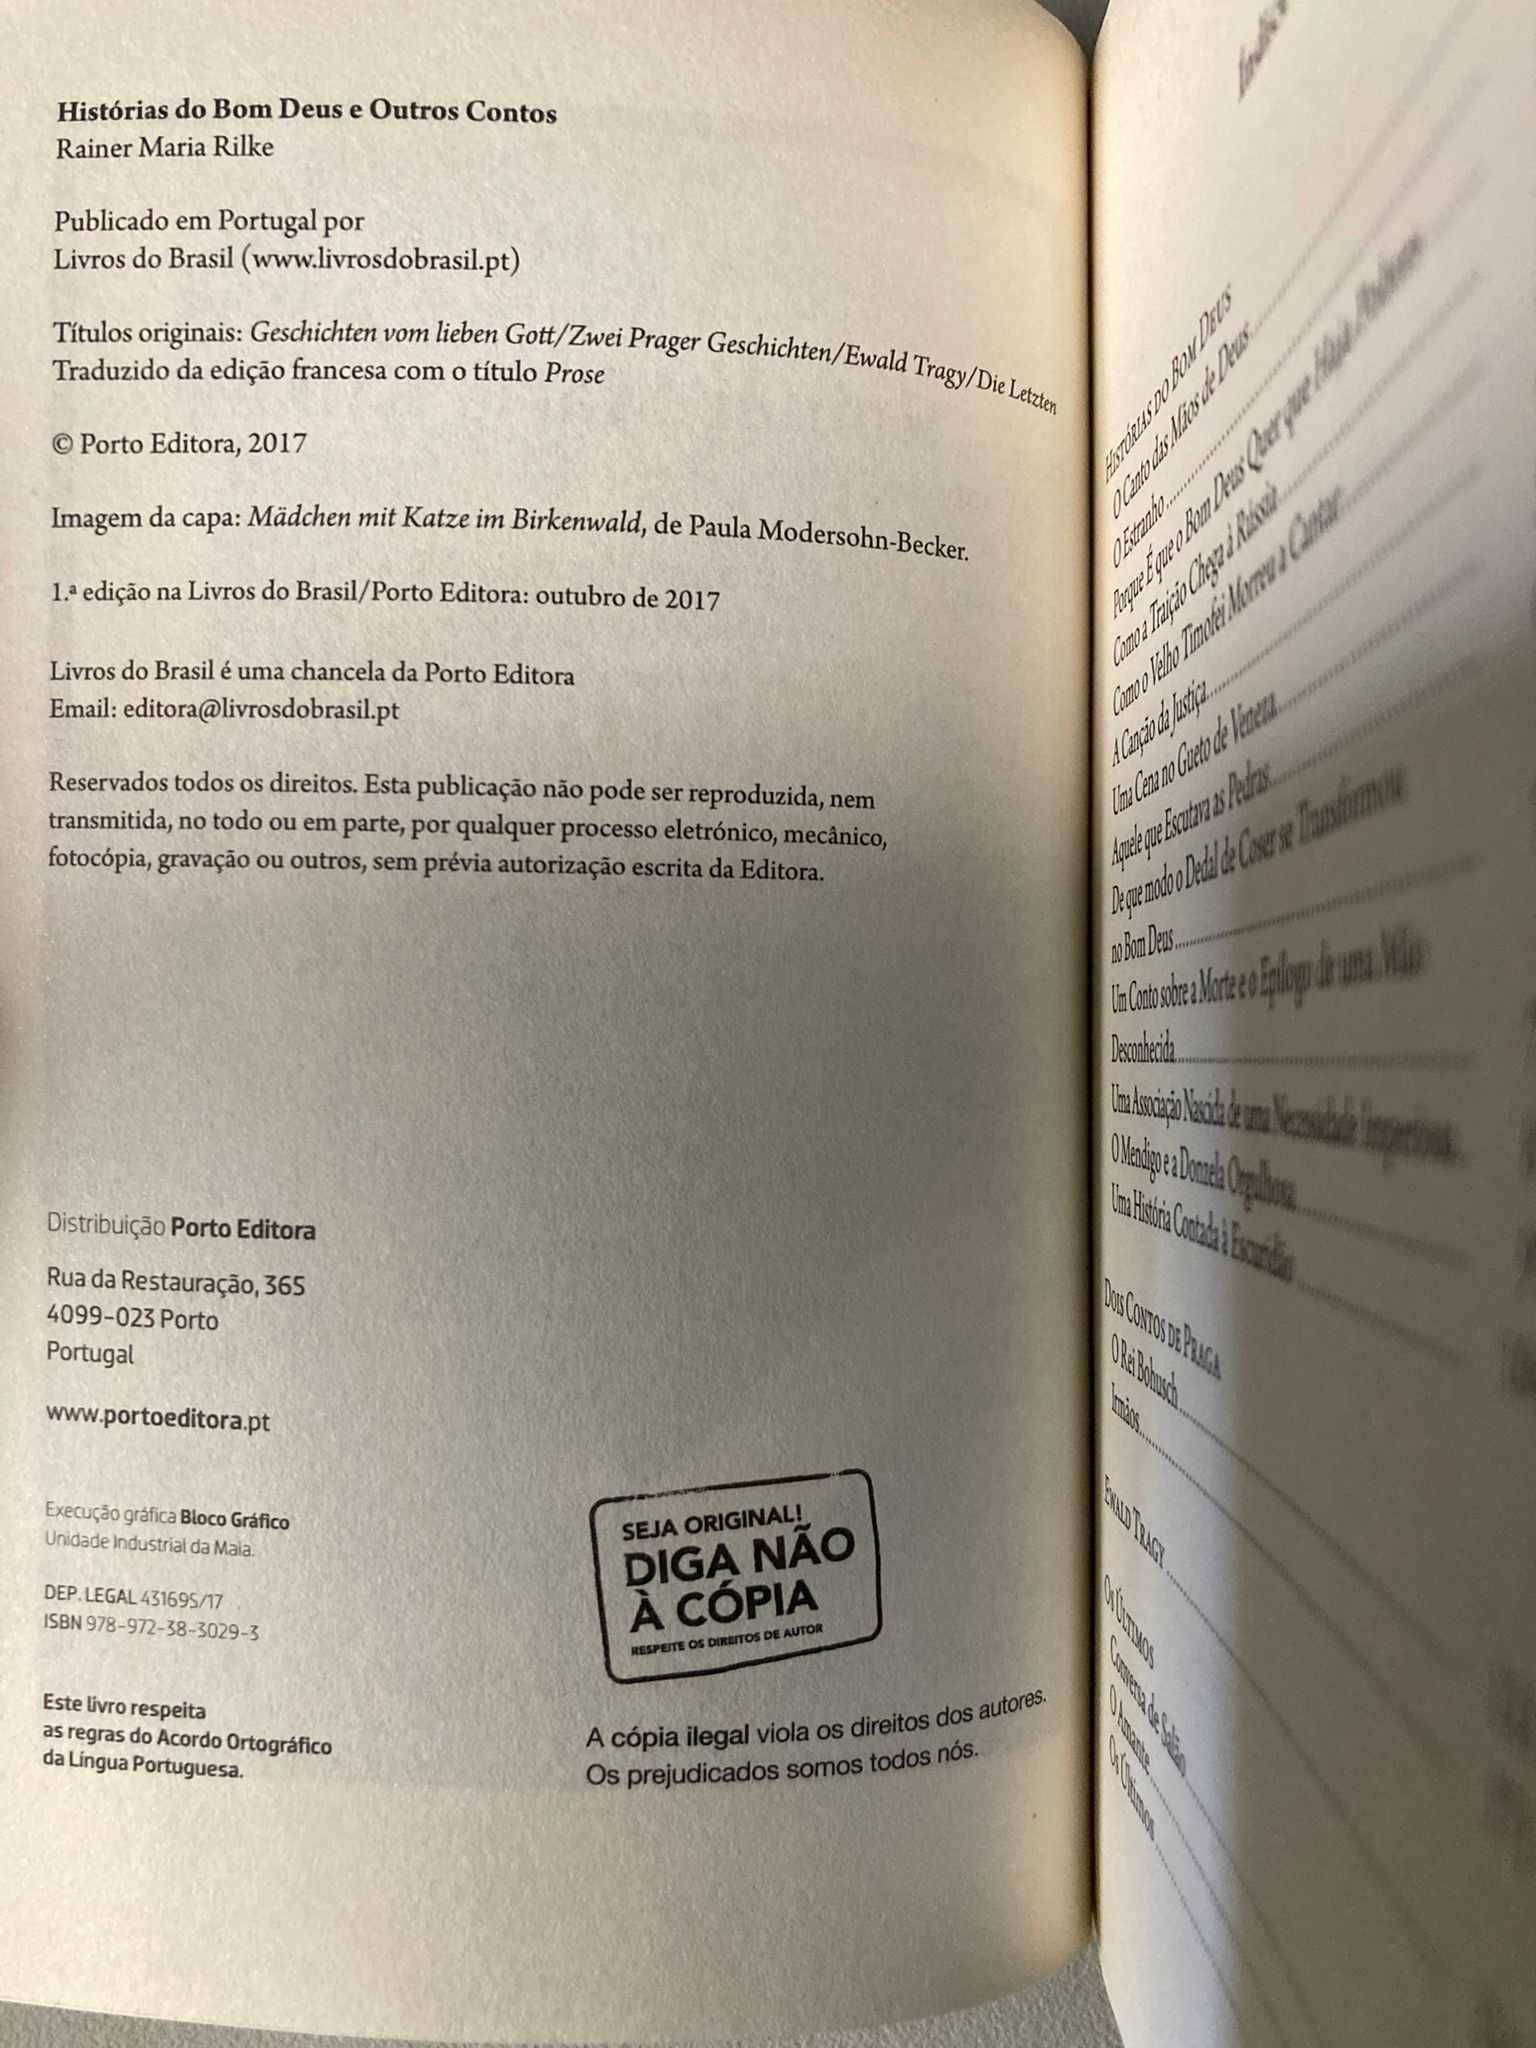 Histórias do Bom Deus e Outros Contos
Rainer Maria Rilke
Publicado em Portugal por
Livros do Brasil (www.livrosdobrasil.pt)
Títulos originais: Geschichten vom lieben Gott/Zwei Prager Geschichten/Ewald Tragy/Die Letzten
Traduzido da edição francesa com o título Prose
© Porto Editora, 2017
Imagem da capa: Mädchen mit Katze im Birkenwald, de Paula Modersohn-Becker.
1.ª edição na Livros do Brasil/Porto Editora: outubro de 2017
Livros do Brasil é uma chancela da Porto Editora
Email: editora@livrosdobrasil.pt
Reservados todos os direitos. Esta publicação não pode ser reproduzida, nem
transmitida, no todo ou em parte, por qualquer processo eletrónico, mecânico,
fotocópia, gravação ou outros, sem prévia autorização escrita da Editora.
Distribuição Porto Editora
Rua da Restauração, 365
4099-023 Porto
Portugal
www.portoeditora.pt
Execução gráfica Bloco Gráfico
Unidade Industrial da Maia.
DEP. LEGAL 431695/17
ISBN 978-972-38-3029-3
Este livro respeita
as regras do Acordo Ortográfico
da Língua Portuguesa.
SEJA ORIGINAL!
DIGA NÃO
À CÓPIA
RESPEITE OS DIREITOS DE AUTOR
A cópia ilegal viola os direitos dos autores.
Os prejudicados somos todos nós.
Índice
HISTÓRIAS DO BOM DEUS
O Canto das Mãos de Deus
O Estranho
Porque É que o Bom Deus Quer que Haja Pobres
Como a Traição Chega à Rússia
Como o Velho Timofei Morreu a Cantar
A Canção da Justiça
Uma Cena no Gueto de Veneza
Aquele que Escutava as Pedras
De que modo o Dedal de Coser se Transformou
no Bom Deus
Um Conto sobre a Morte e o Epílogo de uma Mão
Desconhecida
Uma Associação Nascida de uma Necessidade Imperiosa
O Mendigo e a Donzela Orgulhosa
Uma História Contada à Escuridão
DOIS CONTOS DE PRAGA
O Rei Bohusch
Irmãos
EWALD TRAGY
OS ÚLTIMOS
Conversa de Salão
O Amante
Os Últimos